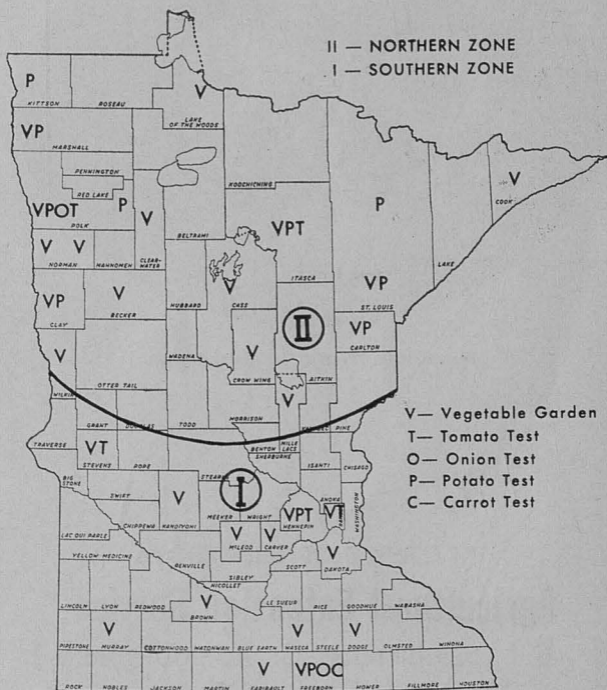 II — NORTHERN ZONE
I — SOUTHERN ZONE
P
KITTSON
ROSEAU
V
LAKE OF THE WOODS
VP
MARSHALL
PENNINGTON
RED LAKE
KOOCHICHING
V
COOK
VPOT
P
POLK
V
BELTRAMI
VPT
P
LAKE
V V
NORMAN
MAHNOMEN
CLEAR-
WATER
ITASCA
VP
CLAY
V
BECKER
HUBBARD
V
CASS
VP
ST. LOUIS
II
VP
CARLTON
V
WILKIN
OTTER TAIL
WADENA
V
CROW WING
AITKIN
V
GRANT
DOUGLAS
TODD
MORRISON
MILLE
LACS
PINE
BENTON
SHERBURNE
V — Vegetable Garden
T — Tomato Test
O — Onion Test
P — Potato Test
C — Carrot Test
TRAVERSE
VT
STEVENS
POPE
STEARNS
ISANTI
CHISAGO
BIG
STONE
SWIFT
I
ANOKA
VT
WASHINGTON
V
KANDIYOHI
MEEKER
WRIGHT
VPT
HENNEPIN
CHIPPEWA
V
McLEOD
V
CARVER
LAC QUI PARLE
YELLOW MEDICINE
RENVILLE
SIBLEY
SCOTT
V
DAKOTA
NICOLLET
LINCOLN
LYON
REDWOOD
V
BROWN
LE SUEUR
RICE
GOODHUE
WABASHA
PIPESTONE
V
MURRAY
COTTONWOOD
WATONWAN
BLUE EARTH
V
WASECA
STEELE
V
DODGE
OLMSTED
WINONA
ROCK
NOBLES
JACKSON
MARTIN
V
FARIBAULT
VPOC
FREEBORN
MOWER
FILLMORE
HOUSTON